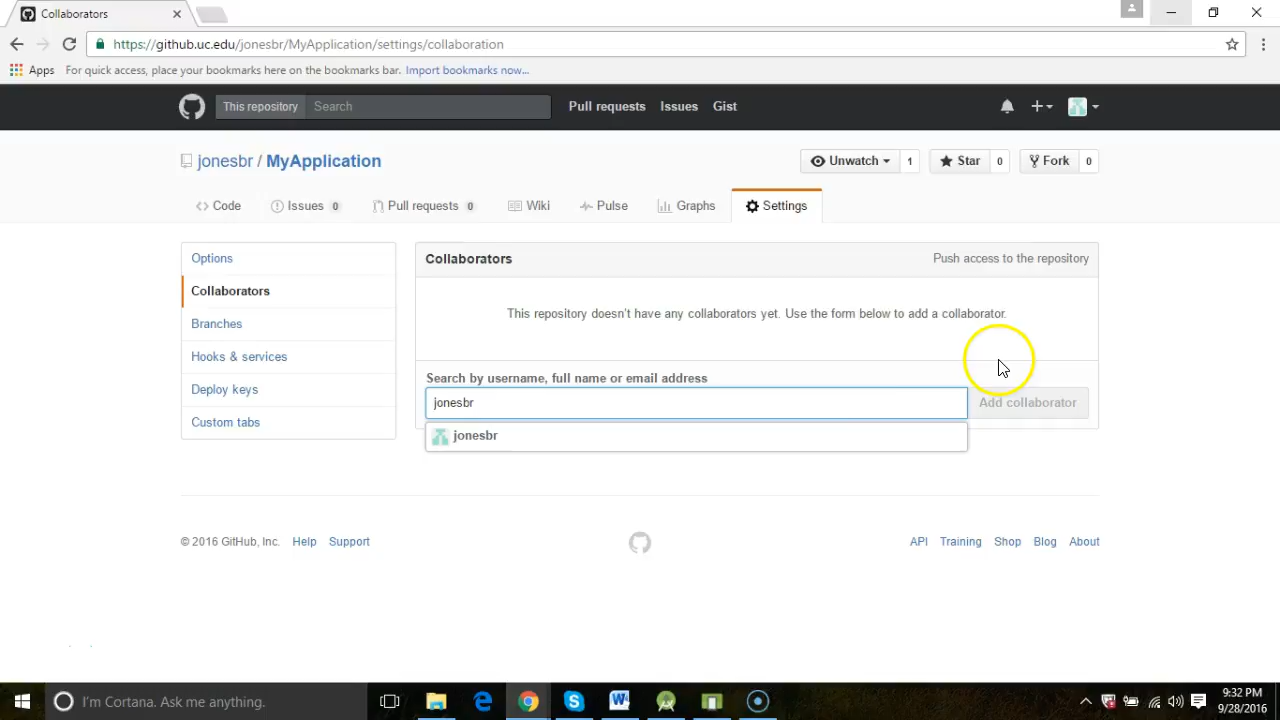 Collaborators
https://github.uc.edu/jonesbr/MyApplication/settings/collaboration
Apps For quick access, place your bookmarks here on the bookmarks bar. Import bookmarks now...
This repository Search Pull requests Issues Gist
jonesbr / MyApplication Unwatch 1 Star 0 Fork 0
Code Issues 0 Pull requests 0 Wiki Pulse Graphs Settings
Options
Collaborators
Branches
Hooks & services
Deploy keys
Custom tabs
Collaborators Push access to the repository
This repository doesn't have any collaborators yet. Use the form below to add a collaborator.
Search by username, full name or email address
jonesbr Add collaborator
jonesbr
© 2016 GitHub, Inc. Help Support API Training Shop Blog About
I'm Cortana. Ask me anything. 9:32 PM
9/28/2016